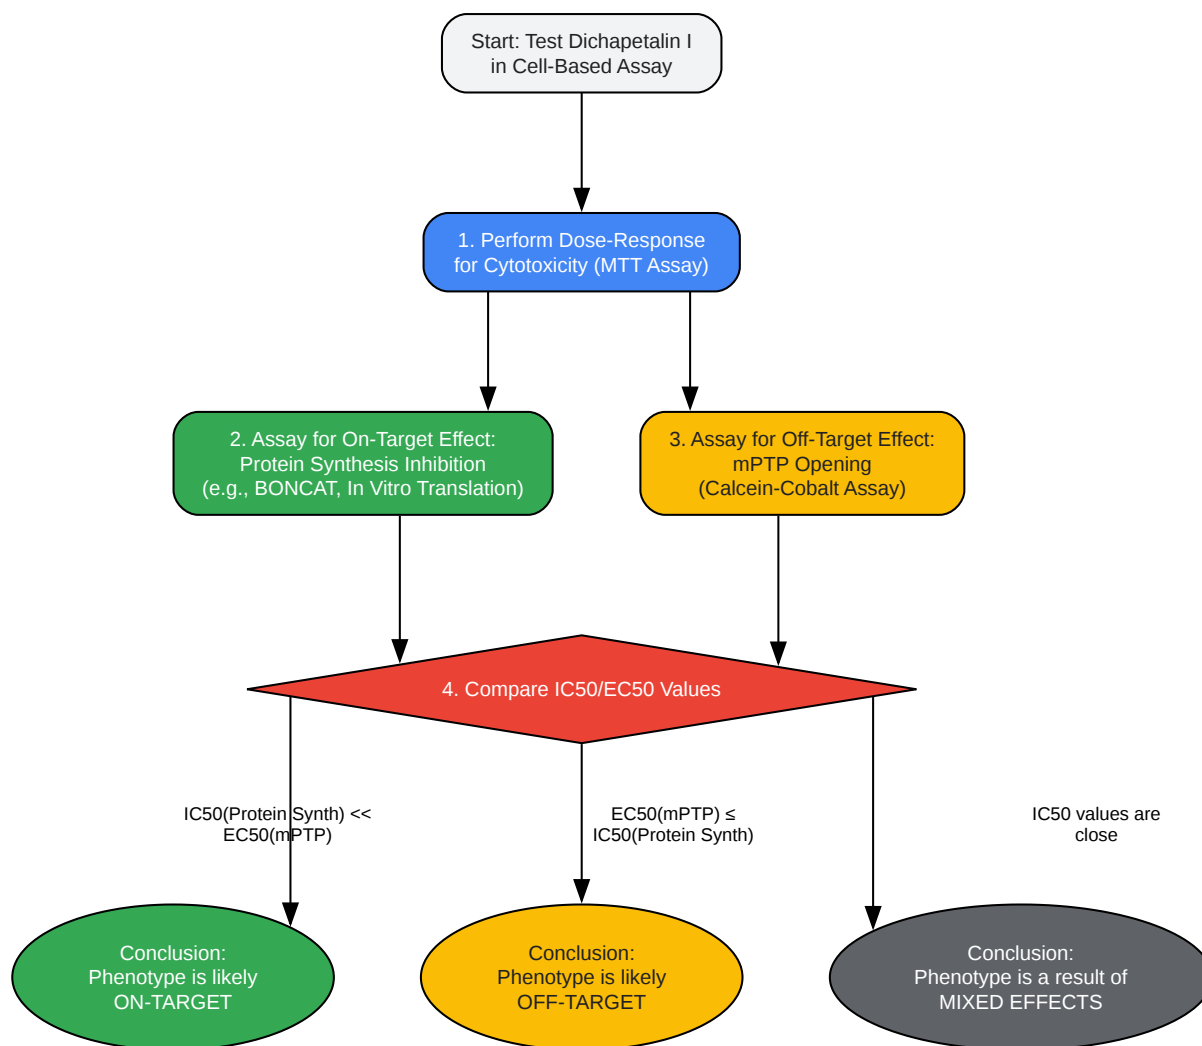 Start: Test Dichapetalin I
in Cell-Based Assay
1. Perform Dose-Response
for Cytotoxicity (MTT Assay)
2. Assay for On-Target Effect:
Protein Synthesis Inhibition
(e.g., BONCAT, In Vitro Translation)
3. Assay for Off-Target Effect:
mPTP Opening
(Calcein-Cobalt Assay)
4. Compare IC50/EC50 Values
IC50(Protein Synth) <<
EC50(mPTP)
EC50(mPTP) ≤
IC50(Protein Synth)
IC50 values are
close
Conclusion:
Phenotype is likely
ON-TARGET
Conclusion:
Phenotype is likely
OFF-TARGET
Conclusion:
Phenotype is a result of
MIXED EFFECTS